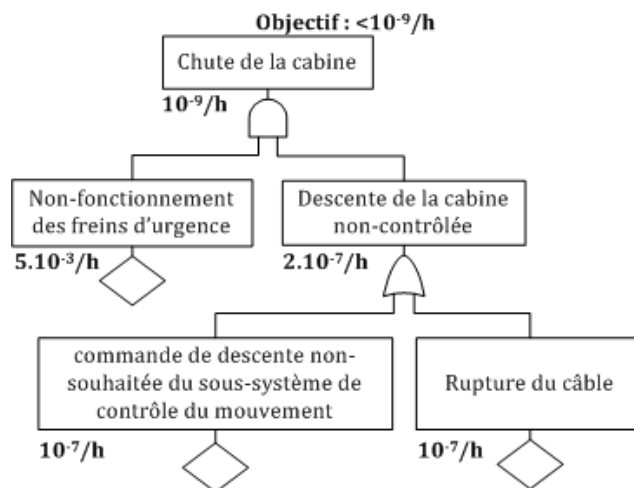 Objectif : <10⁻⁹/h
Chute de la cabine
10⁻⁹/h
Non-fonctionnement
des freins d’urgence
5.10⁻³/h
Descente de la cabine
non-contrôlée
2.10⁻⁷/h
commande de descente non-
souhaitée du sous-système de
contrôle du mouvement
10⁻⁷/h
Rupture du câble
10⁻⁷/h